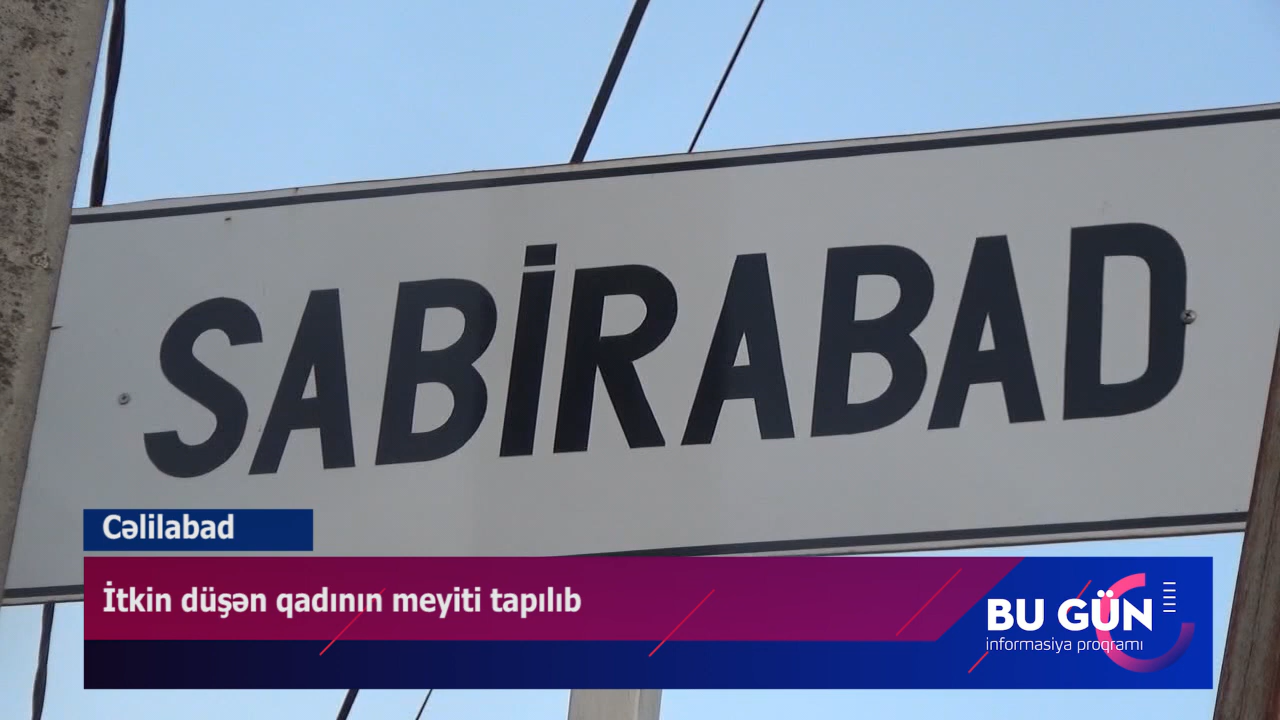 SABİRABAD
Cəlilabad
İtkin düşən qadının meyiti tapılıb
BU GÜN
informasiya proqramı